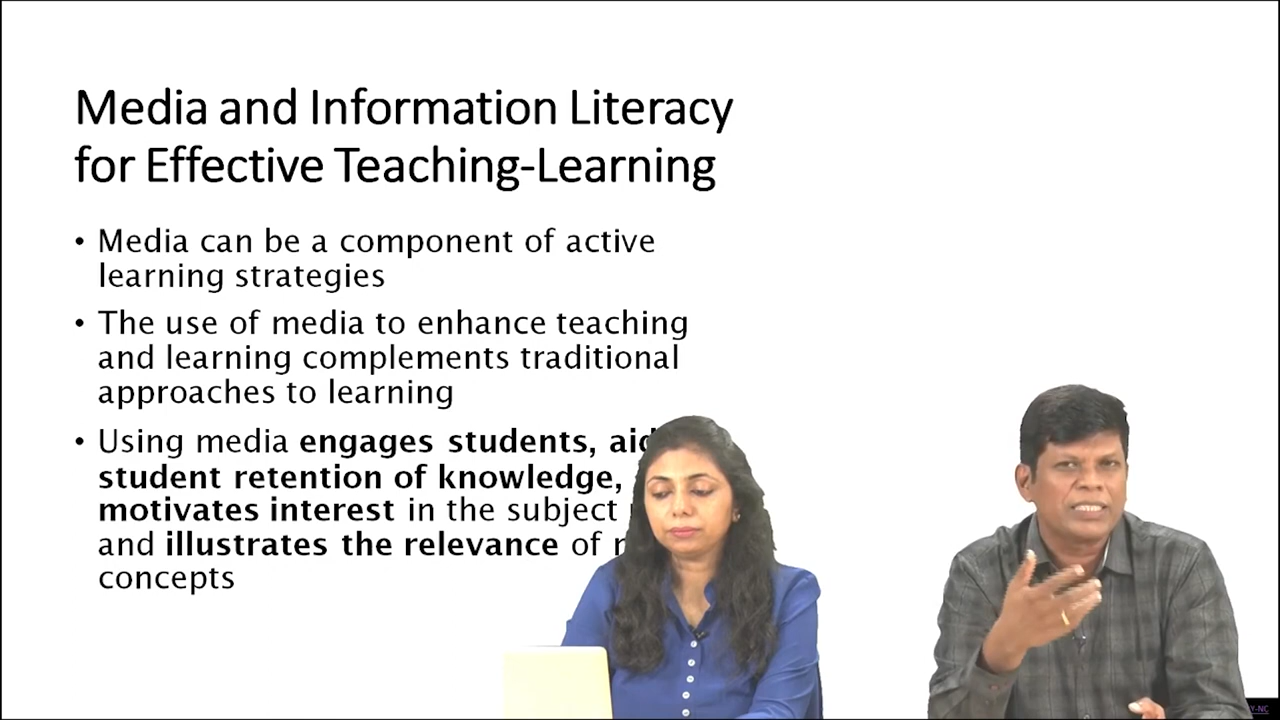 Media and Information Literacy
for Effective Teaching-Learning
• Media can be a component of active
learning strategies
• The use of media to enhance teaching
and learning complements traditional
approaches to learning
• Using media engages students,
student retention of knowledge,
motivates interest in the subject
and illustrates the relevance of
concepts